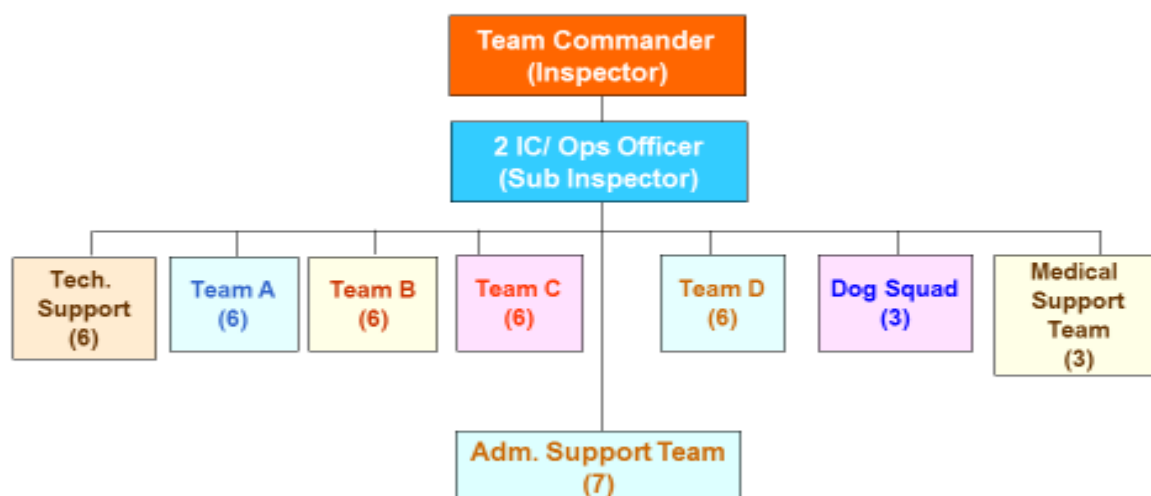 Team Commander
(Inspector)
2 IC/ Ops Officer
(Sub Inspector)
Tech.
Support
(6)
Team A
(6)
Team B
(6)
Team C
(6)
Team D
(6)
Dog Squad
(3)
Medical
Support
Team
(3)
Adm. Support Team
(7)